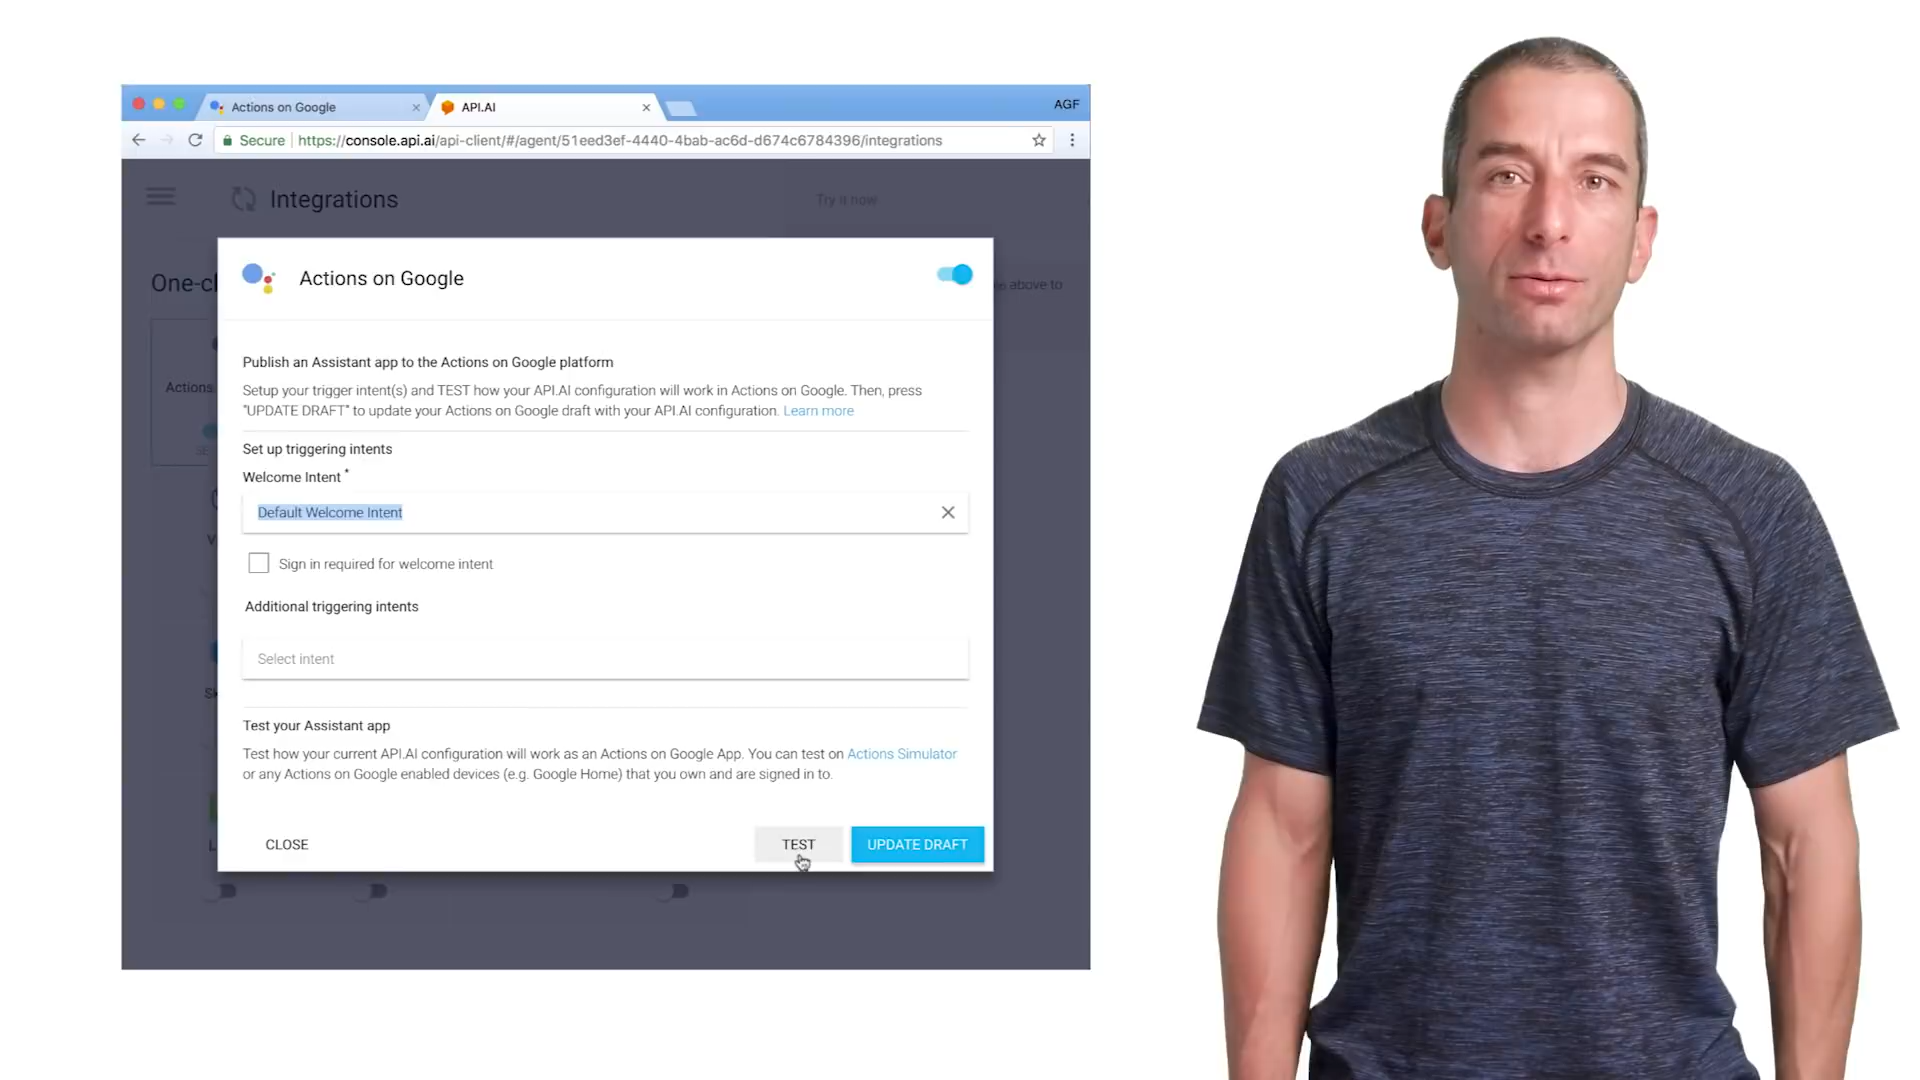 Actions on Google
API.AI
AGF
Secure
https://console.api.ai/api-client/#/agent/51eed3ef-4440-4bab-ac6d-d674c6784396/integrations
Integrations
Try it now
One-cl
above to
Actions on Google
Actions
Publish an Assistant app to the Actions on Google platform
Setup your trigger intent(s) and TEST how your API.AI configuration will work in Actions on Google. Then, press
"UPDATE DRAFT" to update your Actions on Google draft with your API.AI configuration. Learn more
Set up triggering intents
Welcome Intent *
Default Welcome Intent
Sign in required for welcome intent
Additional triggering intents
Select intent
Test your Assistant app
Test how your current API.AI configuration will work as an Actions on Google App. You can test on Actions Simulator
or any Actions on Google enabled devices (e.g. Google Home) that you own and are signed in to.
CLOSE
TEST
UPDATE DRAFT